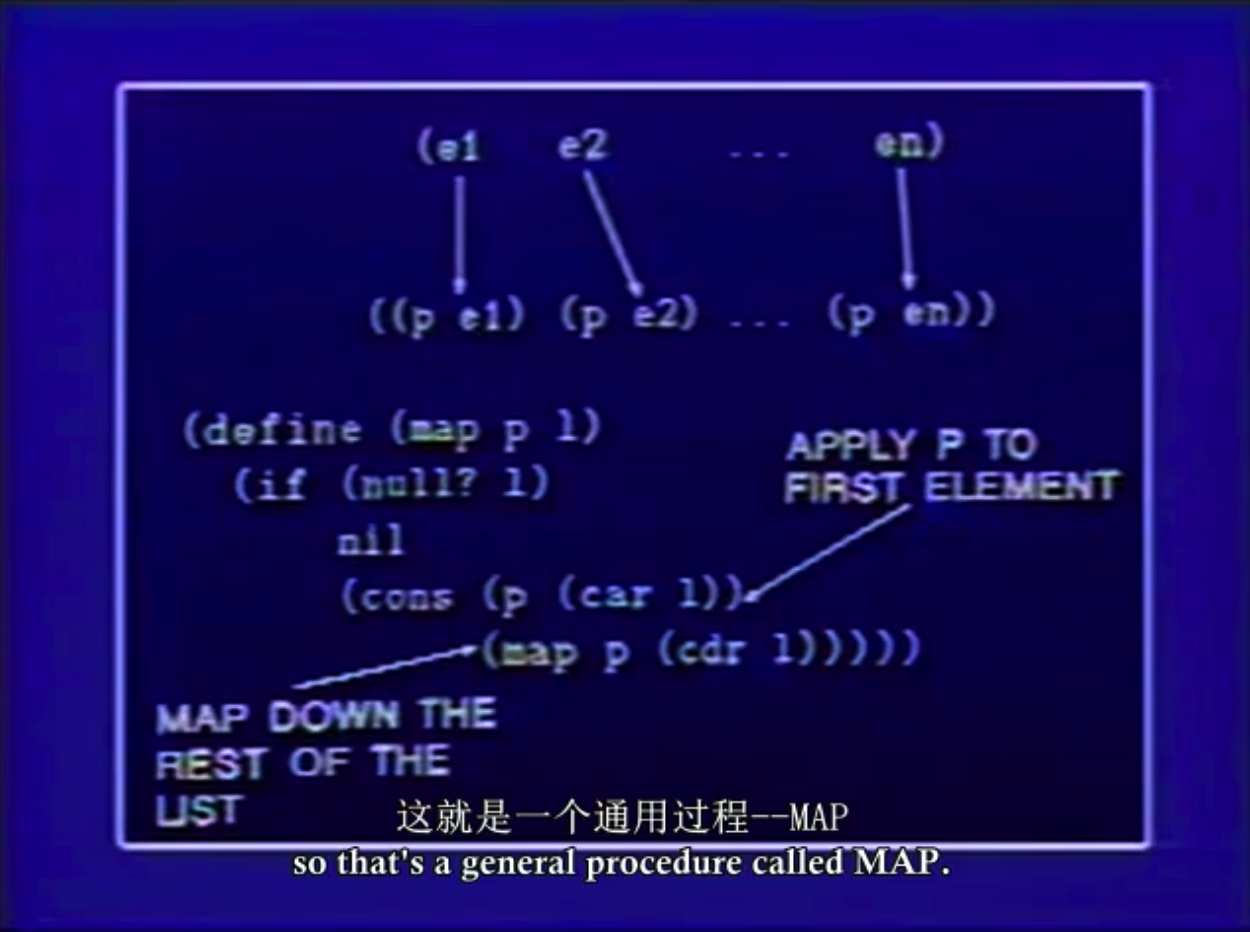 (e1 e2 ... en)
((p e1) (p e2) ... (p en))
(define (map p l)
(if (null? l)
nil
(cons (p (car l))
(map p (cdr l)))))
APPLY P TO
FIRST ELEMENT
MAP DOWN THE
REST OF THE
LIST
这就是一个通用过程--MAP
so that's a general procedure called MAP.